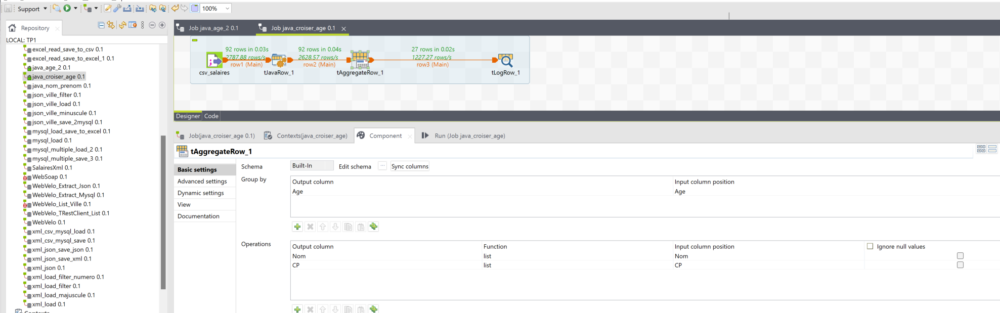 Support
100%
Repository
LOCAL: TP1
excel_read_save_to_csv 0.1
excel_read_save_to_excel_1 0.1
java_age_2 0.1
java_croiser_age 0.1
java_nom_prenom 0.1
json_ville_filter 0.1
json_ville_load 0.1
json_ville_minuscule 0.1
json_ville_save_2mysql 0.1
mysql_load_save_to_excel 0.1
mysql_load 0.1
mysql_multiple_load_2 0.1
mysql_multiple_save_3 0.1
SalairesXml 0.1
WebSoap 0.1
WebVelo_Extract_Json 0.1
WebVelo_Extract_Mysql 0.1
WebVelo_List_Ville 0.1
WebVelo_TRestClient_List 0.1
WebVelo 0.1
xml_csv_mysql_load 0.1
xml_csv_mysql_save 0.1
xml_json_save_json 0.1
xml_json_save_xml 0.1
xml_json 0.1
xml_load_filter_numero 0.1
xml_load_filter 0.1
xml_load_majuscule 0.1
xml_load 0.1
Contexts
Job java_age_2 0.1
Job java_croiser_age 0.1
92 rows in 0.03s
2787.88 rows/s
row1 (Main)
92 rows in 0.04s
2628.57 rows/s
row2 (Main)
27 rows in 0.02s
1227.27 rows/s
row3 (Main)
csv_salaires
tJavaRow_1
tAggregateRow_1
tLogRow_1
Designer
Code
Job(java_croiser_age 0.1)
Contexts(java_croiser_age)
Component
Run (Job java_croiser_age)
tAggregateRow_1
Basic settings
Advanced settings
Dynamic settings
View
Documentation
Schema
Built-In
Edit schema
...
Sync columns
Group by
Output column
Input column position
Age
Age
Operations
Output column
Function
Input column position
Ignore null values
Nom
list
Nom
CP
list
CP